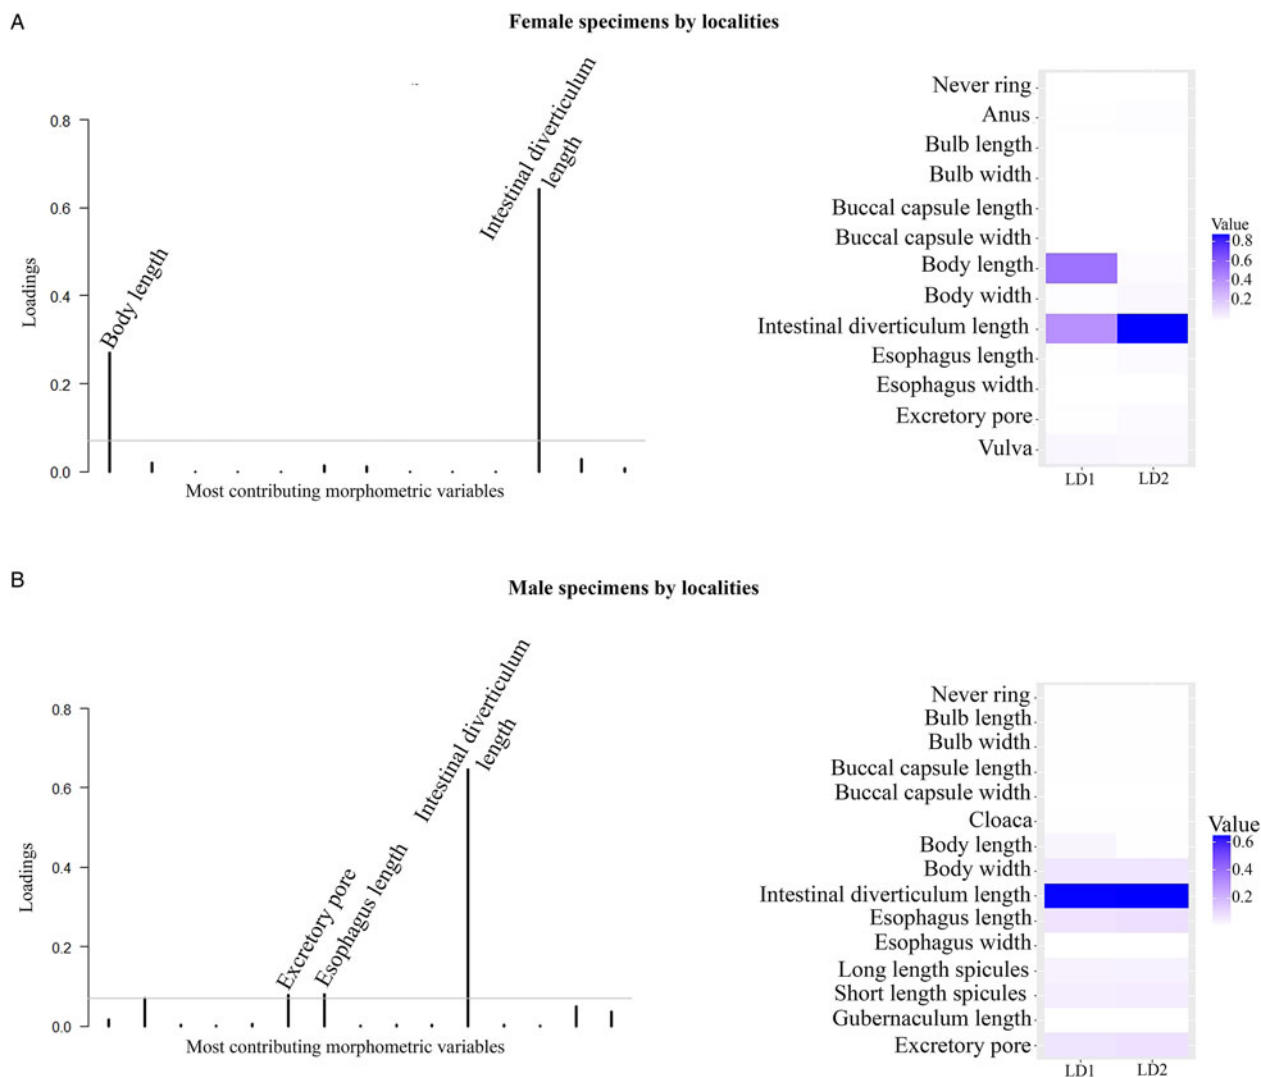 A
Female specimens by localities
Loadings
0.8
0.6
0.4
0.2
0.0
Body length
Intestinal diverticulum
length
Most contributing morphometric variables
Never ring
Anus
Bulb length
Bulb width
Buccal capsule length
Buccal capsule width
Body length
Body width
Intestinal diverticulum length
Esophagus length
Esophagus width
Excretory pore
Vulva
LD1 LD2
Value
0.8
0.6
0.4
0.2
B
Male specimens by localities
Loadings
0.8
0.6
0.4
0.2
0.0
Excretory pore
Esophagus length
Intestinal diverticulum
length
Most contributing morphometric variables
Never ring
Bulb length
Bulb width
Buccal capsule length
Buccal capsule width
Cloaca
Body length
Body width
Intestinal diverticulum length
Esophagus length
Esophagus width
Long length spicules
Short length spicules
Gubernaculum length
Excretory pore
LD1 LD2
Value
0.6
0.4
0.2